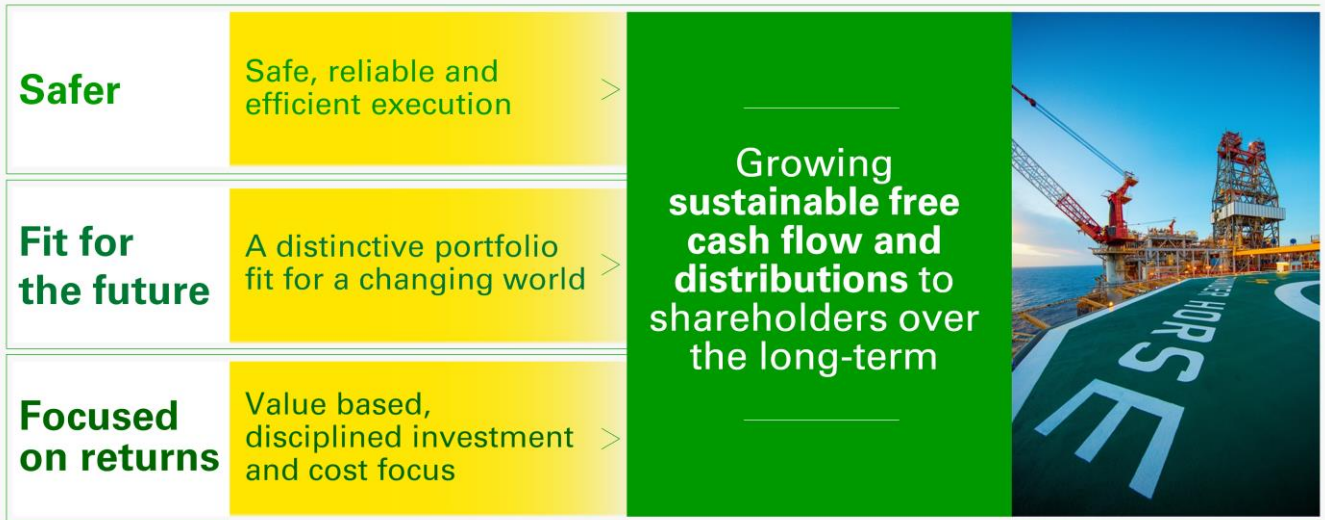 Safer
Safe, reliable and
efficient execution
>
Fit for
the future
A distinctive portfolio
fit for a changing world
>
Focused
on returns
Value based,
disciplined investment
and cost focus
>
Growing
sustainable free
cash flow and
distributions to
shareholders over
the long-term
HORSE